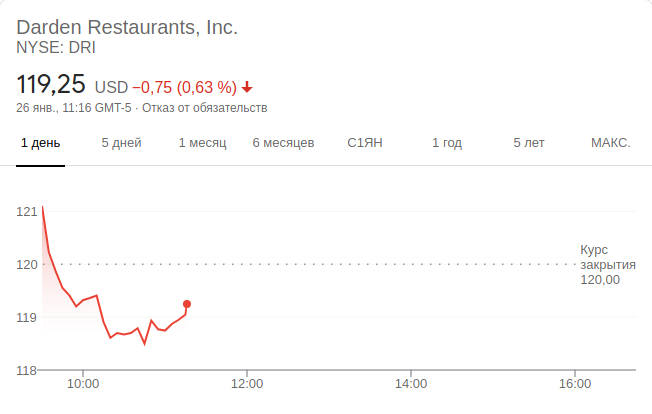 Darden Restaurants, Inc.
NYSE: DRI
119,25 USD −0,75 (0,63 %)
26 янв., 11:16 GMT-5 · Отказ от обязательств
1 день 5 дней 1 месяц 6 месяцев С1ЯН 1 год 5 лет МАКС.
121
Курс
120 закрытия
120,00
119
118
10:00 12:00 14:00 16:00